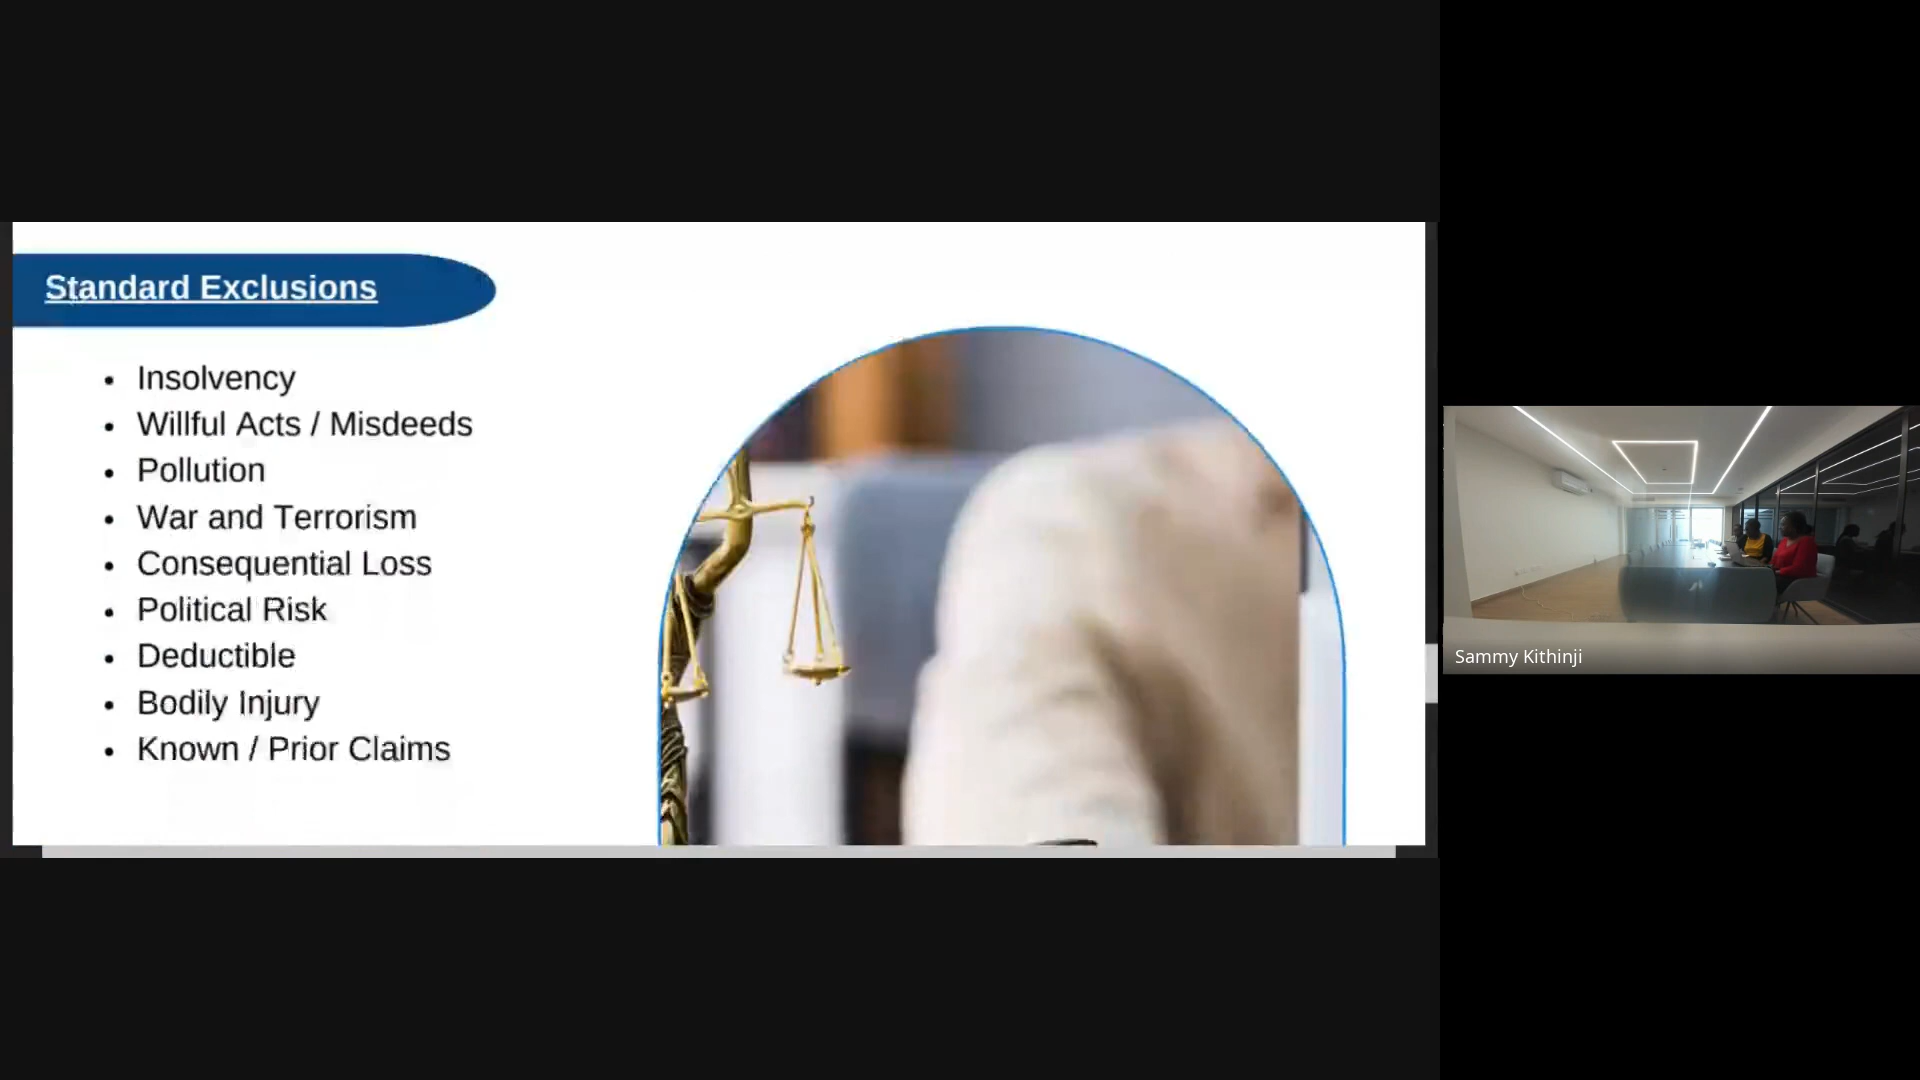 Standard Exclusions
• Insolvency
• Willful Acts / Misdeeds
• Pollution
• War and Terrorism
• Consequential Loss
• Political Risk
• Deductible
• Bodily Injury
• Known / Prior Claims
Sammy Kithinji